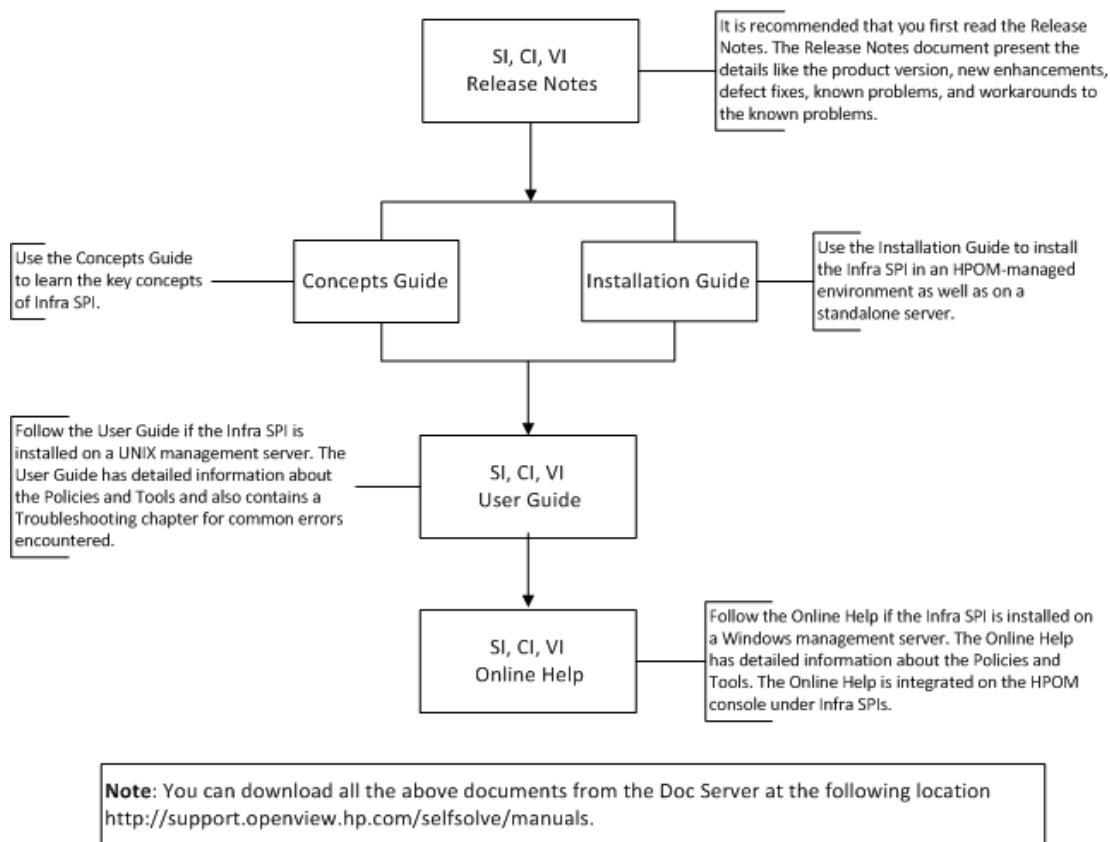 SI, CI, VI
Release Notes
It is recommended that you first read the Release
Notes. The Release Notes document present the
details like the product version, new enhancements,
defect fixes, known problems, and workarounds to
the known problems.
Use the Concepts Guide
to learn the key concepts
of Infra SPI.
Concepts Guide
Installation Guide
Use the Installation Guide to install
the Infra SPI in an HPOM-managed
environment as well as on a
standalone server.
Follow the User Guide if the Infra SPI is
installed on a UNIX management server. The
User Guide has detailed information about
the Policies and Tools and also contains a
Troubleshooting chapter for common errors
encountered.
SI, CI, VI
User Guide
SI, CI, VI
Online Help
Follow the Online Help if the Infra SPI is installed on
a Windows management server. The Online Help
has detailed information about the Policies and
Tools. The Online Help is integrated on the HPOM
console under Infra SPIs.
Note: You can download all the above documents from the Doc Server at the following location
http://support.openview.hp.com/selfsolve/manuals.